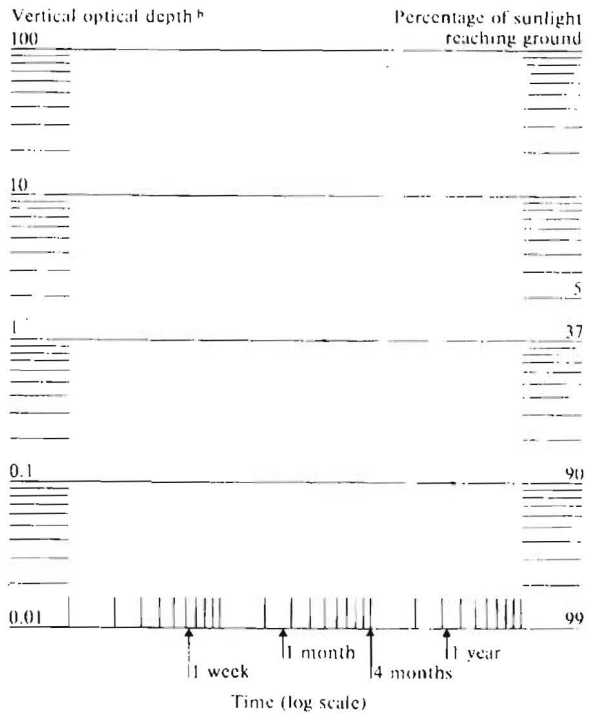 Vertical optical depth h
Percentage of sunlight
reaching ground
100
10
5
1
37
0.1
90
0.01
99
1 week
1 month
4 months
1 year
Time (log scale)